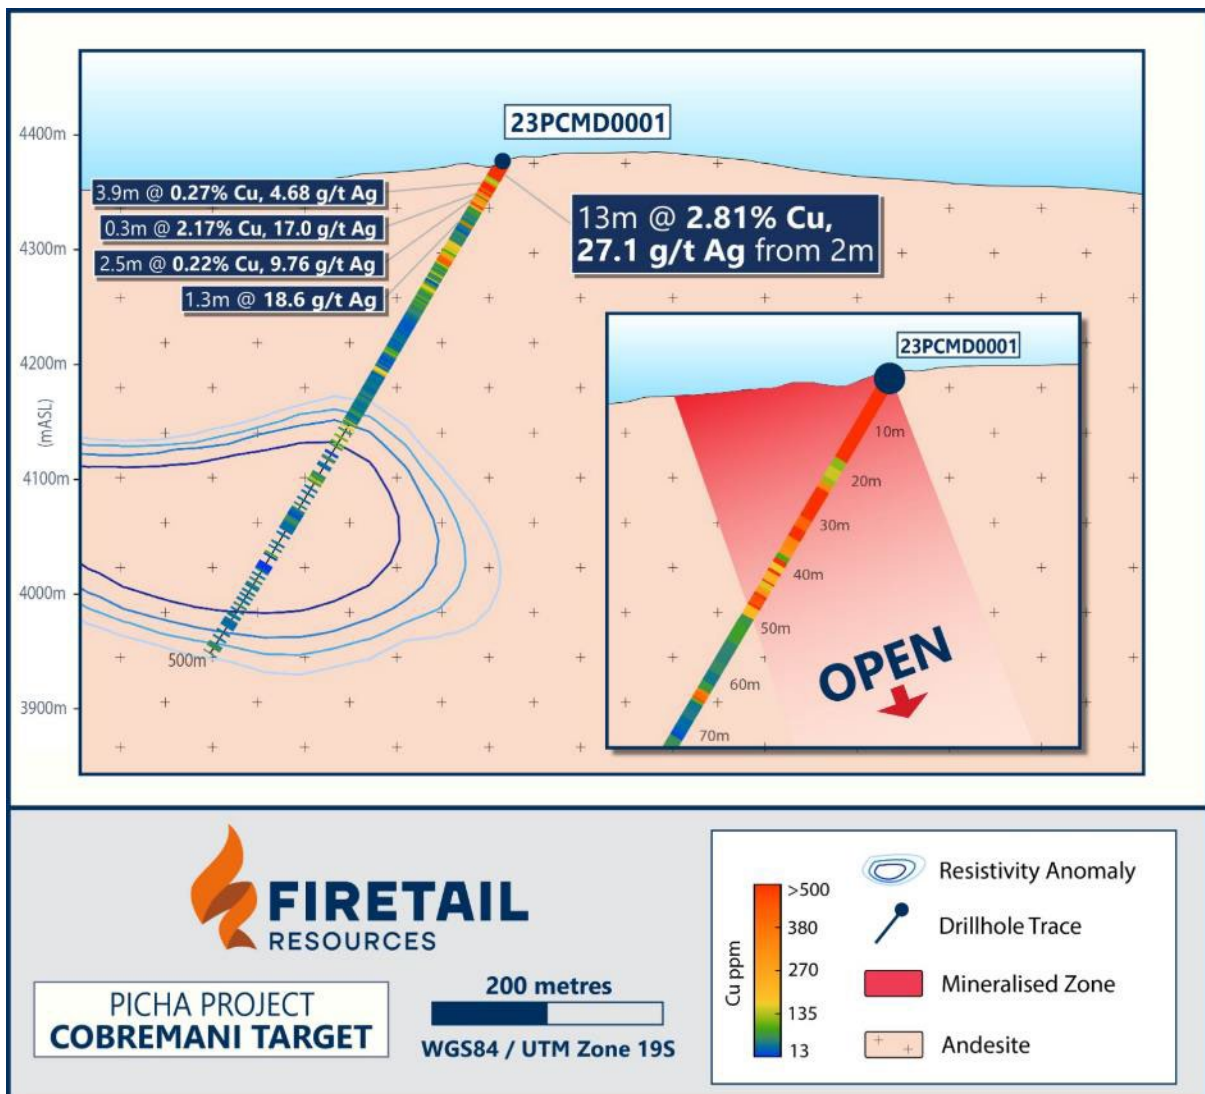 23PCMD0001
4400m
4300m
4200m
4100m
4000m
3900m
(mASL)
3.9m @ 0.27% Cu, 4.68 g/t Ag
0.3m @ 2.17% Cu, 17.0 g/t Ag
2.5m @ 0.22% Cu, 9.76 g/t Ag
1.3m @ 18.6 g/t Ag
13m @ 2.81% Cu,
27.1 g/t Ag from 2m
500m
23PCMD0001
10m
20m
30m
40m
50m
60m
70m
OPEN
FIRETAIL
RESOURCES
PICHA PROJECT
COBREMANI TARGET
200 metres
WGS84 / UTM Zone 19S
Cu ppm
>500
380
270
135
13
Resistivity Anomaly
Drillhole Trace
Mineralised Zone
Andesite